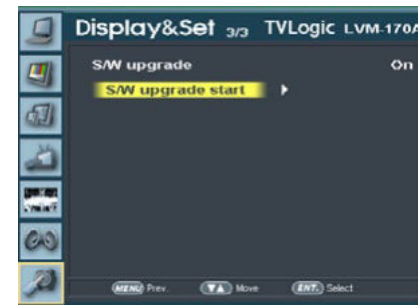 Display&Set 3/3 TVLogic LVM-170A
S/W upgrade On
S/W upgrade start
MENU Prev. ▼▲ Move ENT. Select